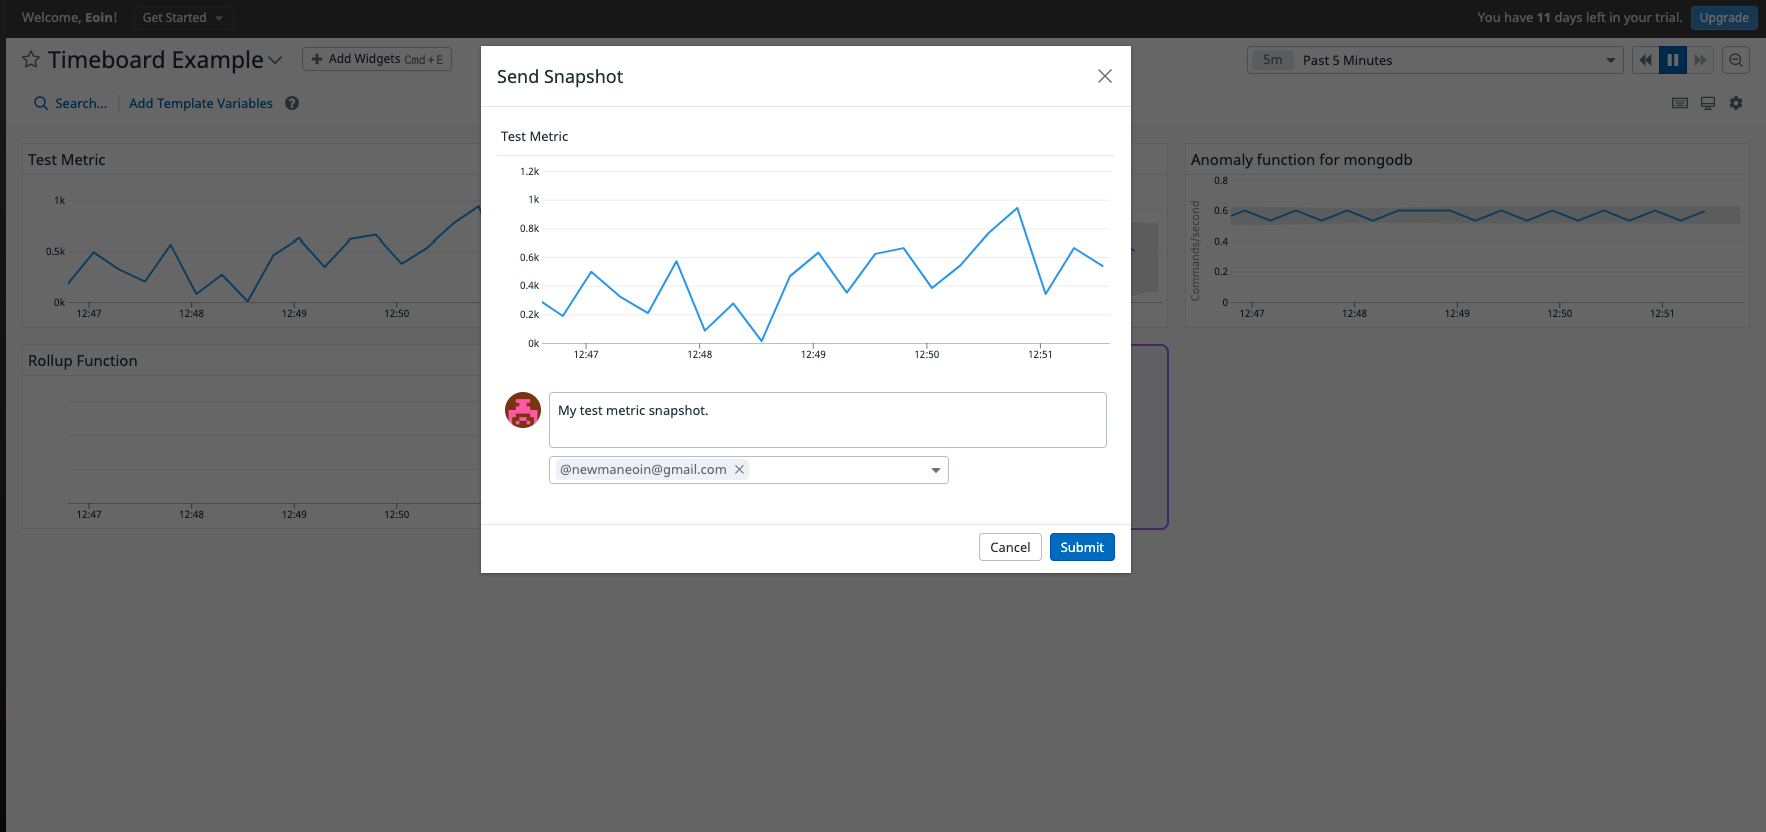 Welcome, Eoin!
Get Started
You have 11 days left in your trial.
Upgrade
Timeboard Example
Add Widgets Cmd+E
5m Past 5 Minutes
Search...
Add Template Variables
?
Send Snapshot
Test Metric
1.2k
1k
0.8k
0.6k
0.4k
0.2k
0k
12:47 12:48 12:49 12:50 12:51
My test metric snapshot.
@newmaneoin@gmail.com
Cancel
Submit
Test Metric
1k
0.5k
0k
12:47 12:48 12:49 12:50
Anomaly function for mongodb
Commands/second
0.8
0.6
0.4
0.2
0
12:47 12:48 12:49 12:50 12:51
Rollup Function
12:47 12:48 12:49 12:50